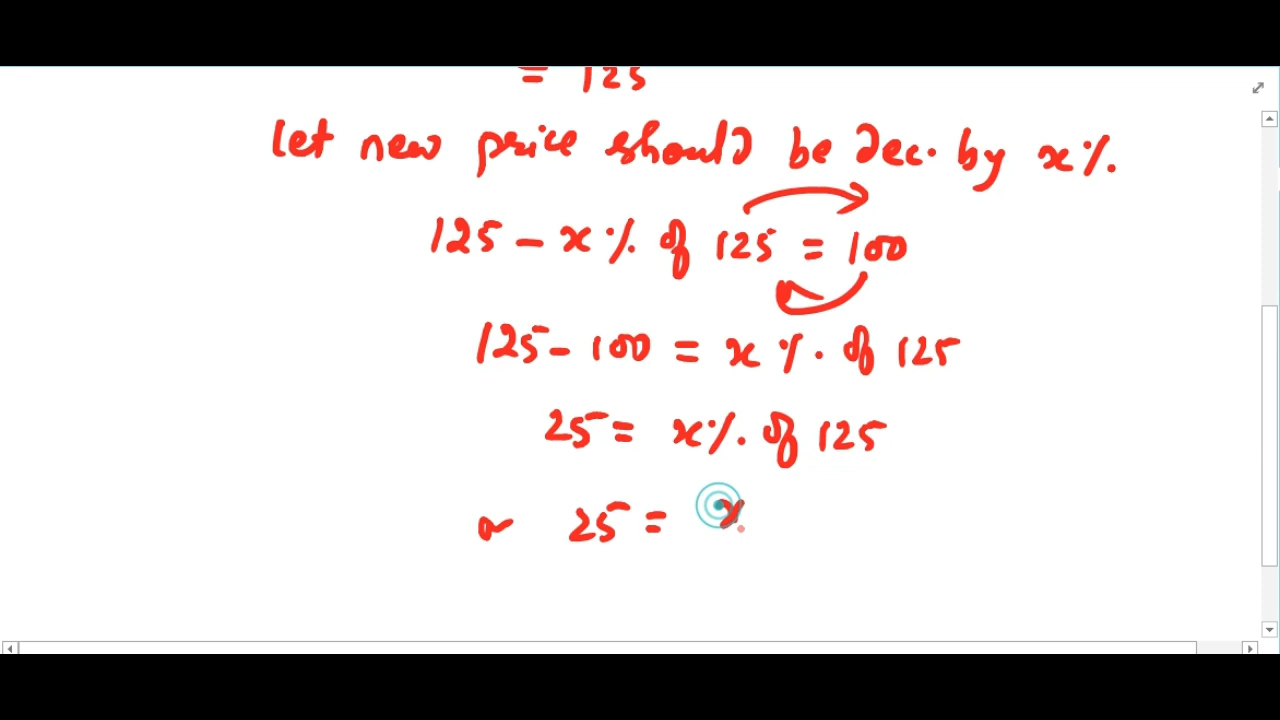 = 125
Let new price should be dec. by x%.
125 - x% of 125 = 100
125 - 100 = x% of 125
25 = x% of 125
or 25 = x